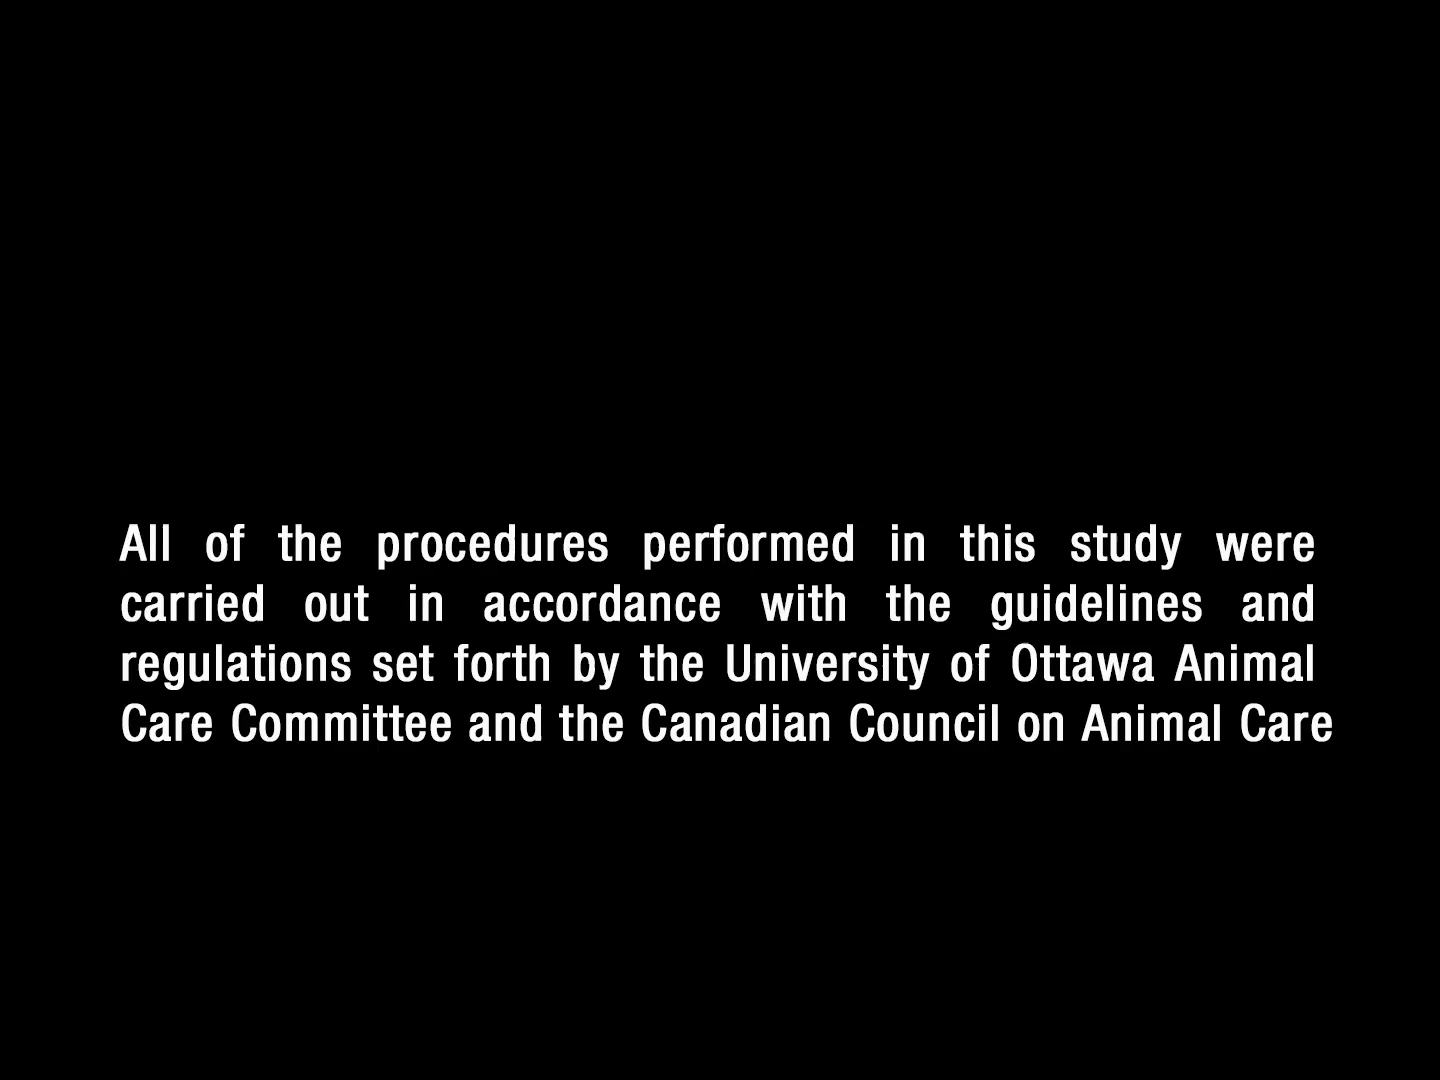 All of the procedures performed in this study were
carried out in accordance with the guidelines and
regulations set forth by the University of Ottawa Animal
Care Committee and the Canadian Council on Animal Care